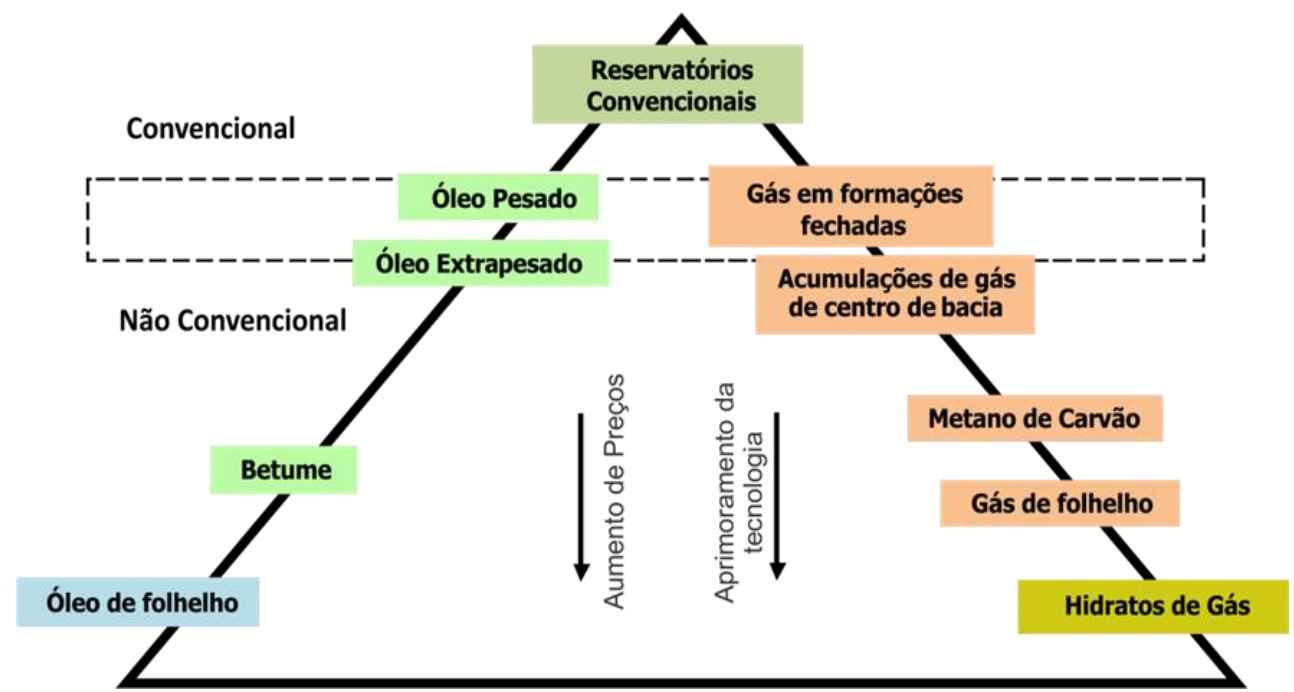 Reservatórios
Convencionais
Convencional
Óleo Pesado
Gás em formações
fechadas
Óleo Extrapesado
Acumulações de gás
de centro de bacia
Não Convencional
Aumento de Preços
Aprimoramento da
tecnologia
Metano de Carvão
Betume
Gás de folhelho
Óleo de folhelho
Hidratos de Gás